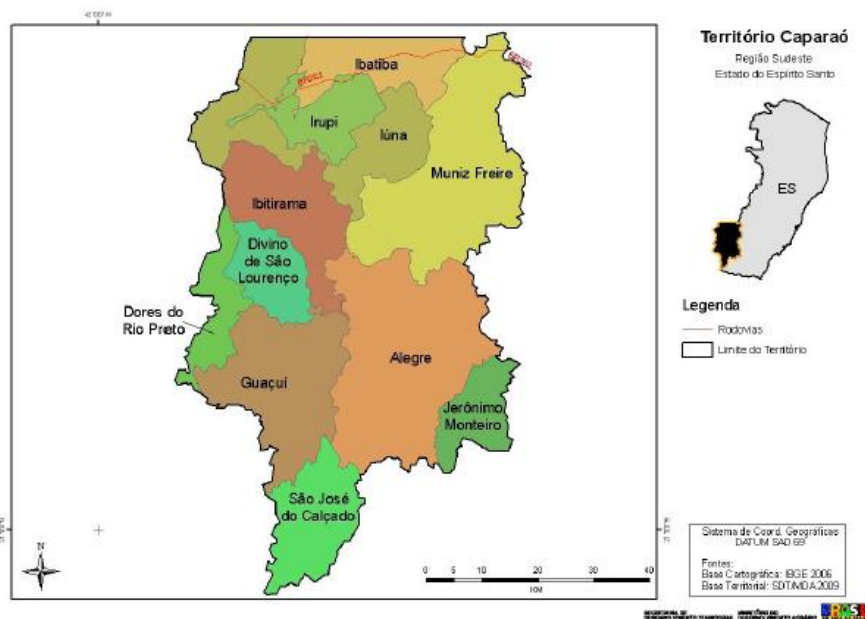 Território Caparaó
Região Sudeste
Estado do Espírito Santo
ES
Legenda
Rodovias
Limite do Território
Ibatiba
Irupi
Iúna
Muniz Freire
Ibitirama
Divino
de São
Lourenço
Dores do
Rio Preto
Guaçuí
Alegre
Jerônimo
Monteiro
São José
do Calçado
N
0 5 10 20 30 40
KM
Sistema de Coord. Geográficas
DATUM SAD 69
Fontes:
Base Cartográfica: IBGE 2006
Base Territorial: SDT/MDA 2009